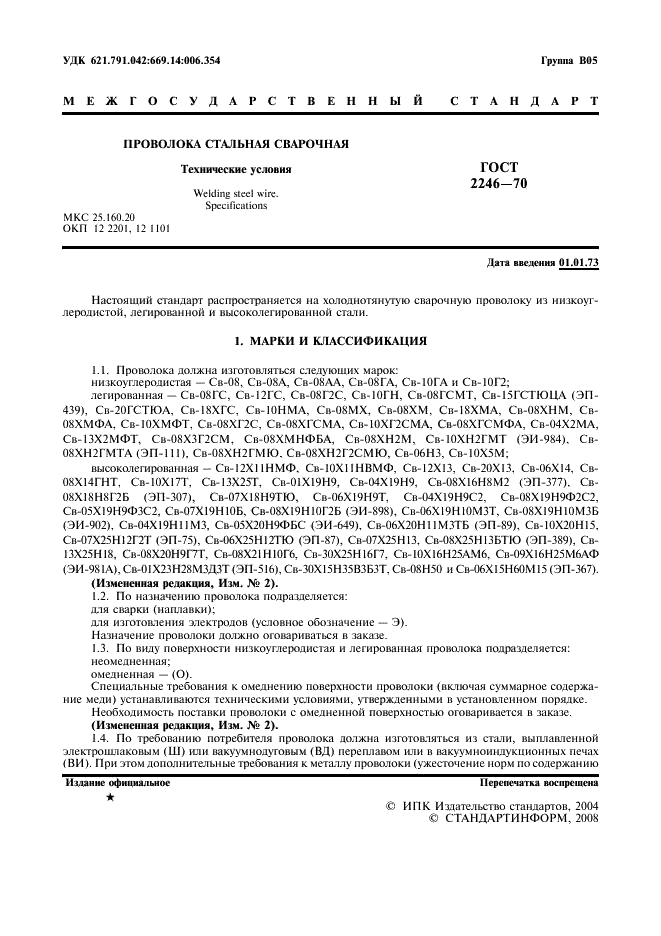 УДК 621.791.042:669.14:006.354 Группа В05
МЕЖГОСУДАРСТВЕННЫЙ СТАНДАРТ
ПРОВОЛОКА СТАЛЬНАЯ СВАРОЧНАЯ
Технические условия
Welding steel wire.
Specifications
ГОСТ
2246—70
МКС 25.160.20
ОКП 12 2201, 12 1101
Дата введения 01.01.73
Настоящий стандарт распространяется на холоднотянутую сварочную проволоку из низкоуг-
леродистой, легированной и высоколегированной стали.
1. МАРКИ И КЛАССИФИКАЦИЯ
1.1. Проволока должна изготовляться следующих марок:
низкоуглеродистая — Св-08, Св-08А, Св-08АА, Св-08ГА, Св-10ГА и Св-10Г2;
легированная — Св-08ГС, Св-12ГС, Св-08Г2С, Св-10ГН, Св-08ГСМТ, Св-15ГСТЮЦА (ЭП-
439), Св-20ГСТЮА, Св-18ХГС, Св-10НМА, Св-08МХ, Св-08ХМ, Св-18ХМА, Св-08ХНМ, Св-
08ХМФА, Св-10ХМФТ, Св-08ХГ2С, Св-08ХГСМА, Св-10ХГ2СМА, Св-08ХГСМФА, Св-04Х2МА,
Св-13Х2МФТ, Св-08Х3Г2СМ, Св-08ХМНФБА, Св-08ХН2М, Св-10ХН2ГМТ (ЭИ-984), Св-
08ХН2ГМТА (ЭП-111), Св-08ХН2ГМЮ, Св-08ХН2Г2СМЮ, Св-06Н3, Св-10Х5М;
высоколегированная — Св-12Х11НМФ, Св-10Х11НВМФ, Св-12Х13, Св-20Х13, Св-06Х14, Св-
08Х14ГНТ, Св-10Х17Т, Св-13Х25Т, Св-01Х19Н9, Св-04Х19Н9, Св-08Х16Н8М2 (ЭП-377), Св-
08Х18Н8Г2Б (ЭП-307), Св-07Х18Н9ТЮ, Св-06Х19Н9Т, Св-04Х19Н9С2, Св-08Х19Н9Ф2С2,
Св-05Х19Н9Ф3С2, Св-07Х19Н10Б, Св-08Х19Н10Г2Б (ЭИ-898), Св-06Х19Н10М3Т, Св-08Х19Н10М3Б
(ЭИ-902), Св-04Х19Н11М3, Св-05Х20Н9ФБС (ЭИ-649), Св-06Х20Н11М3ТБ (ЭП-89), Св-10Х20Н15,
Св-07Х25Н12Г2Т (ЭП-75), Св-06Х25Н12ТЮ (ЭП-87), Св-07Х25Н13, Св-08Х25Н13БТЮ (ЭП-389), Св-
13Х25Н18, Св-08Х20Н9Г7Т, Св-08Х21Н10Г6, Св-30Х25Н16Г7, Св-10Х16Н25АМ6, Св-09Х16Н25М6АФ
(ЭИ-981А), Св-01Х23Н28М3Д3Т (ЭП-516), Св-30Х15Н35В3Б3Т, Св-08Н50 и Св-06Х15Н60М15 (ЭП-367).
(Измененная редакция, Изм. № 2).
1.2. По назначению проволока подразделяется:
для сварки (наплавки);
для изготовления электродов (условное обозначение — Э).
Назначение проволоки должно оговариваться в заказе.
1.3. По виду поверхности низкоуглеродистая и легированная проволока подразделяется:
неомедненная;
омедненная — (О).
Специальные требования к омеднению поверхности проволоки (включая суммарное содержа-
ние меди) устанавливаются техническими условиями, утвержденными в установленном порядке.
Необходимость поставки проволоки с омедненной поверхностью оговаривается в заказе.
(Измененная редакция, Изм. № 2).
1.4. По требованию потребителя проволока должна изготовляться из стали, выплавленной
электрошлаковым (Ш) или вакуумнодуговым (ВД) переплавом или в вакуумноиндукционных печах
(ВИ). При этом дополнительные требования к металлу проволоки (ужесточение норм по содержанию
Издание официальное Перепечатка воспрещена
★
© ИПК Издательство стандартов, 2004
© СТАНДАРТИНФОРМ, 2008